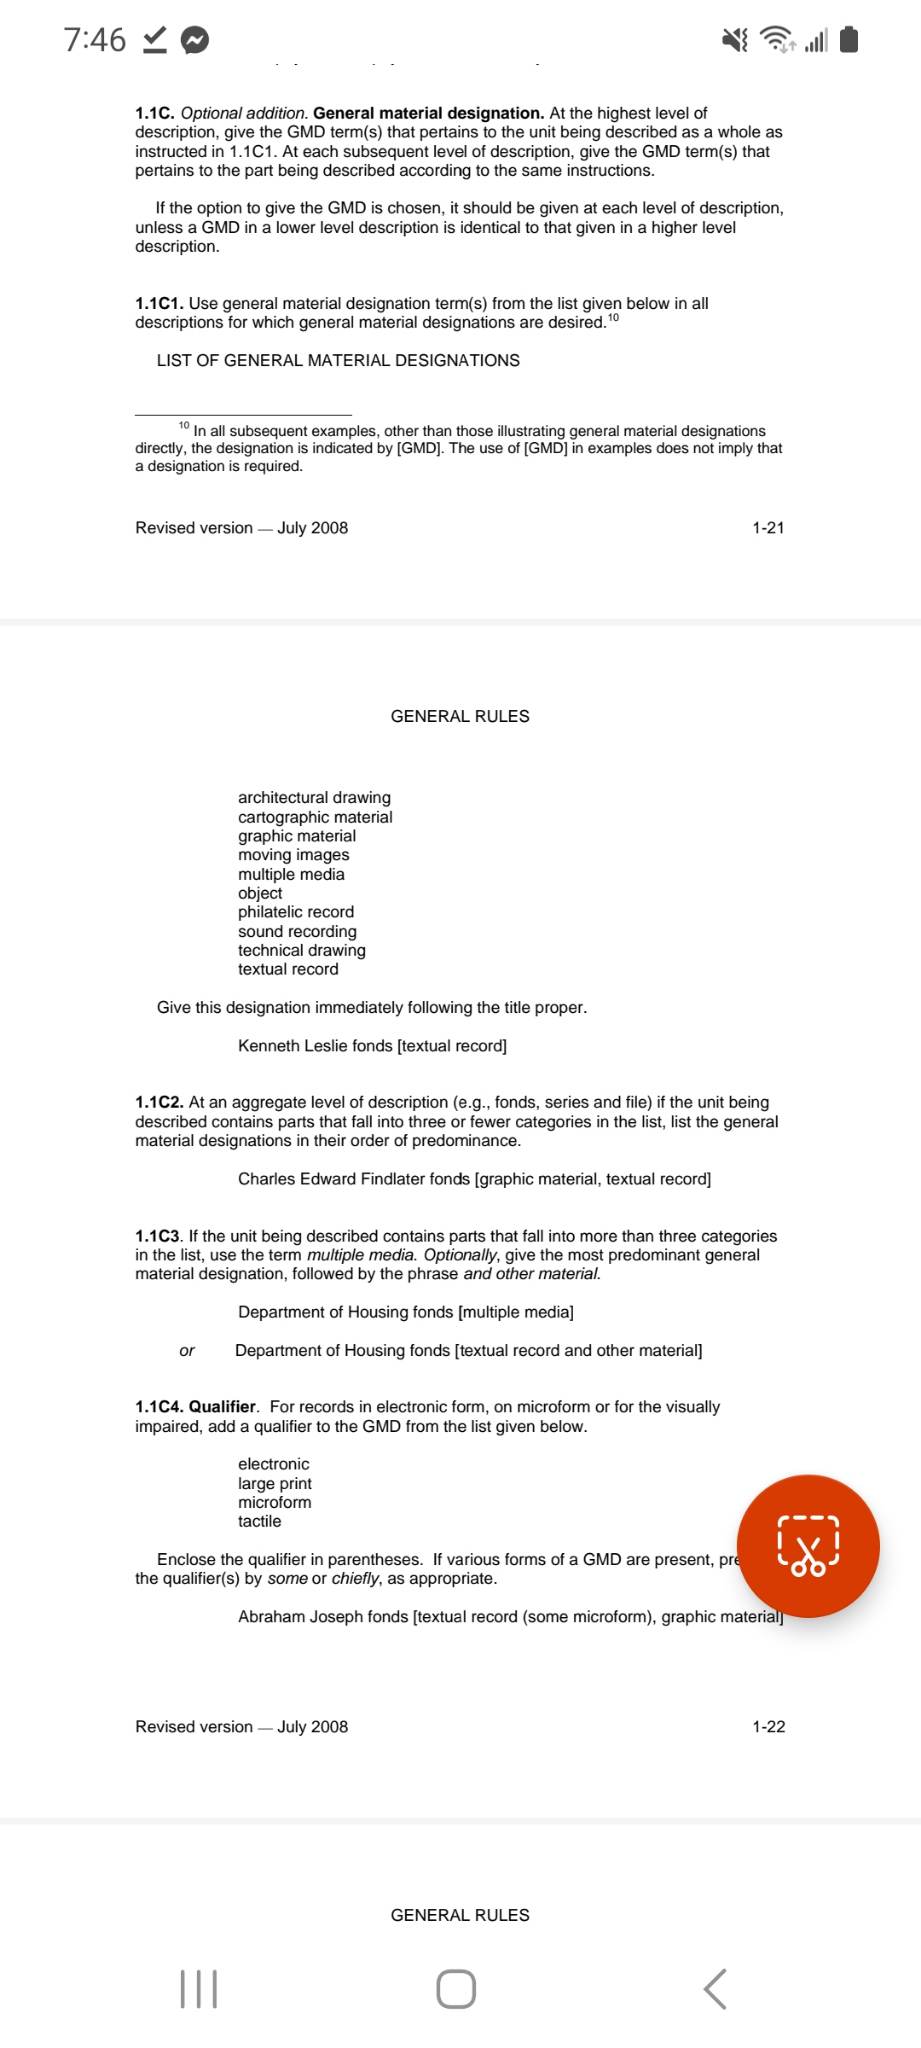 7:46
1.1C. Optional addition. General material designation. At the highest level of
description, give the GMD term(s) that pertains to the unit being described as a whole as
instructed in 1.1C1. At each subsequent level of description, give the GMD term(s) that
pertains to the part being described according to the same instructions.
If the option to give the GMD is chosen, it should be given at each level of description,
unless a GMD in a lower level description is identical to that given in a higher level
description.
1.1C1. Use general material designation term(s) from the list given below in all
descriptions for which general material designations are desired.10
LIST OF GENERAL MATERIAL DESIGNATIONS
10 In all subsequent examples, other than those illustrating general material designations
directly, the designation is indicated by [GMD]. The use of [GMD] in examples does not imply that
a designation is required.
Revised version — July 2008 1-21
GENERAL RULES
architectural drawing
cartographic material
graphic material
moving images
multiple media
object
philatelic record
sound recording
technical drawing
textual record
Give this designation immediately following the title proper.
Kenneth Leslie fonds [textual record]
1.1C2. At an aggregate level of description (e.g., fonds, series and file) if the unit being
described contains parts that fall into three or fewer categories in the list, list the general
material designations in their order of predominance.
Charles Edward Findlater fonds [graphic material, textual record]
1.1C3. If the unit being described contains parts that fall into more than three categories
in the list, use the term multiple media. Optionally, give the most predominant general
material designation, followed by the phrase and other material.
Department of Housing fonds [multiple media]
or Department of Housing fonds [textual record and other material]
1.1C4. Qualifier. For records in electronic form, on microform or for the visually
impaired, add a qualifier to the GMD from the list given below.
electronic
large print
microform
tactile
Enclose the qualifier in parentheses. If various forms of a GMD are present,
the qualifier(s) by some or chiefly, as appropriate.
Abraham Joseph fonds [textual record (some microform), graphic material]
Revised version — July 2008 1-22
GENERAL RULES